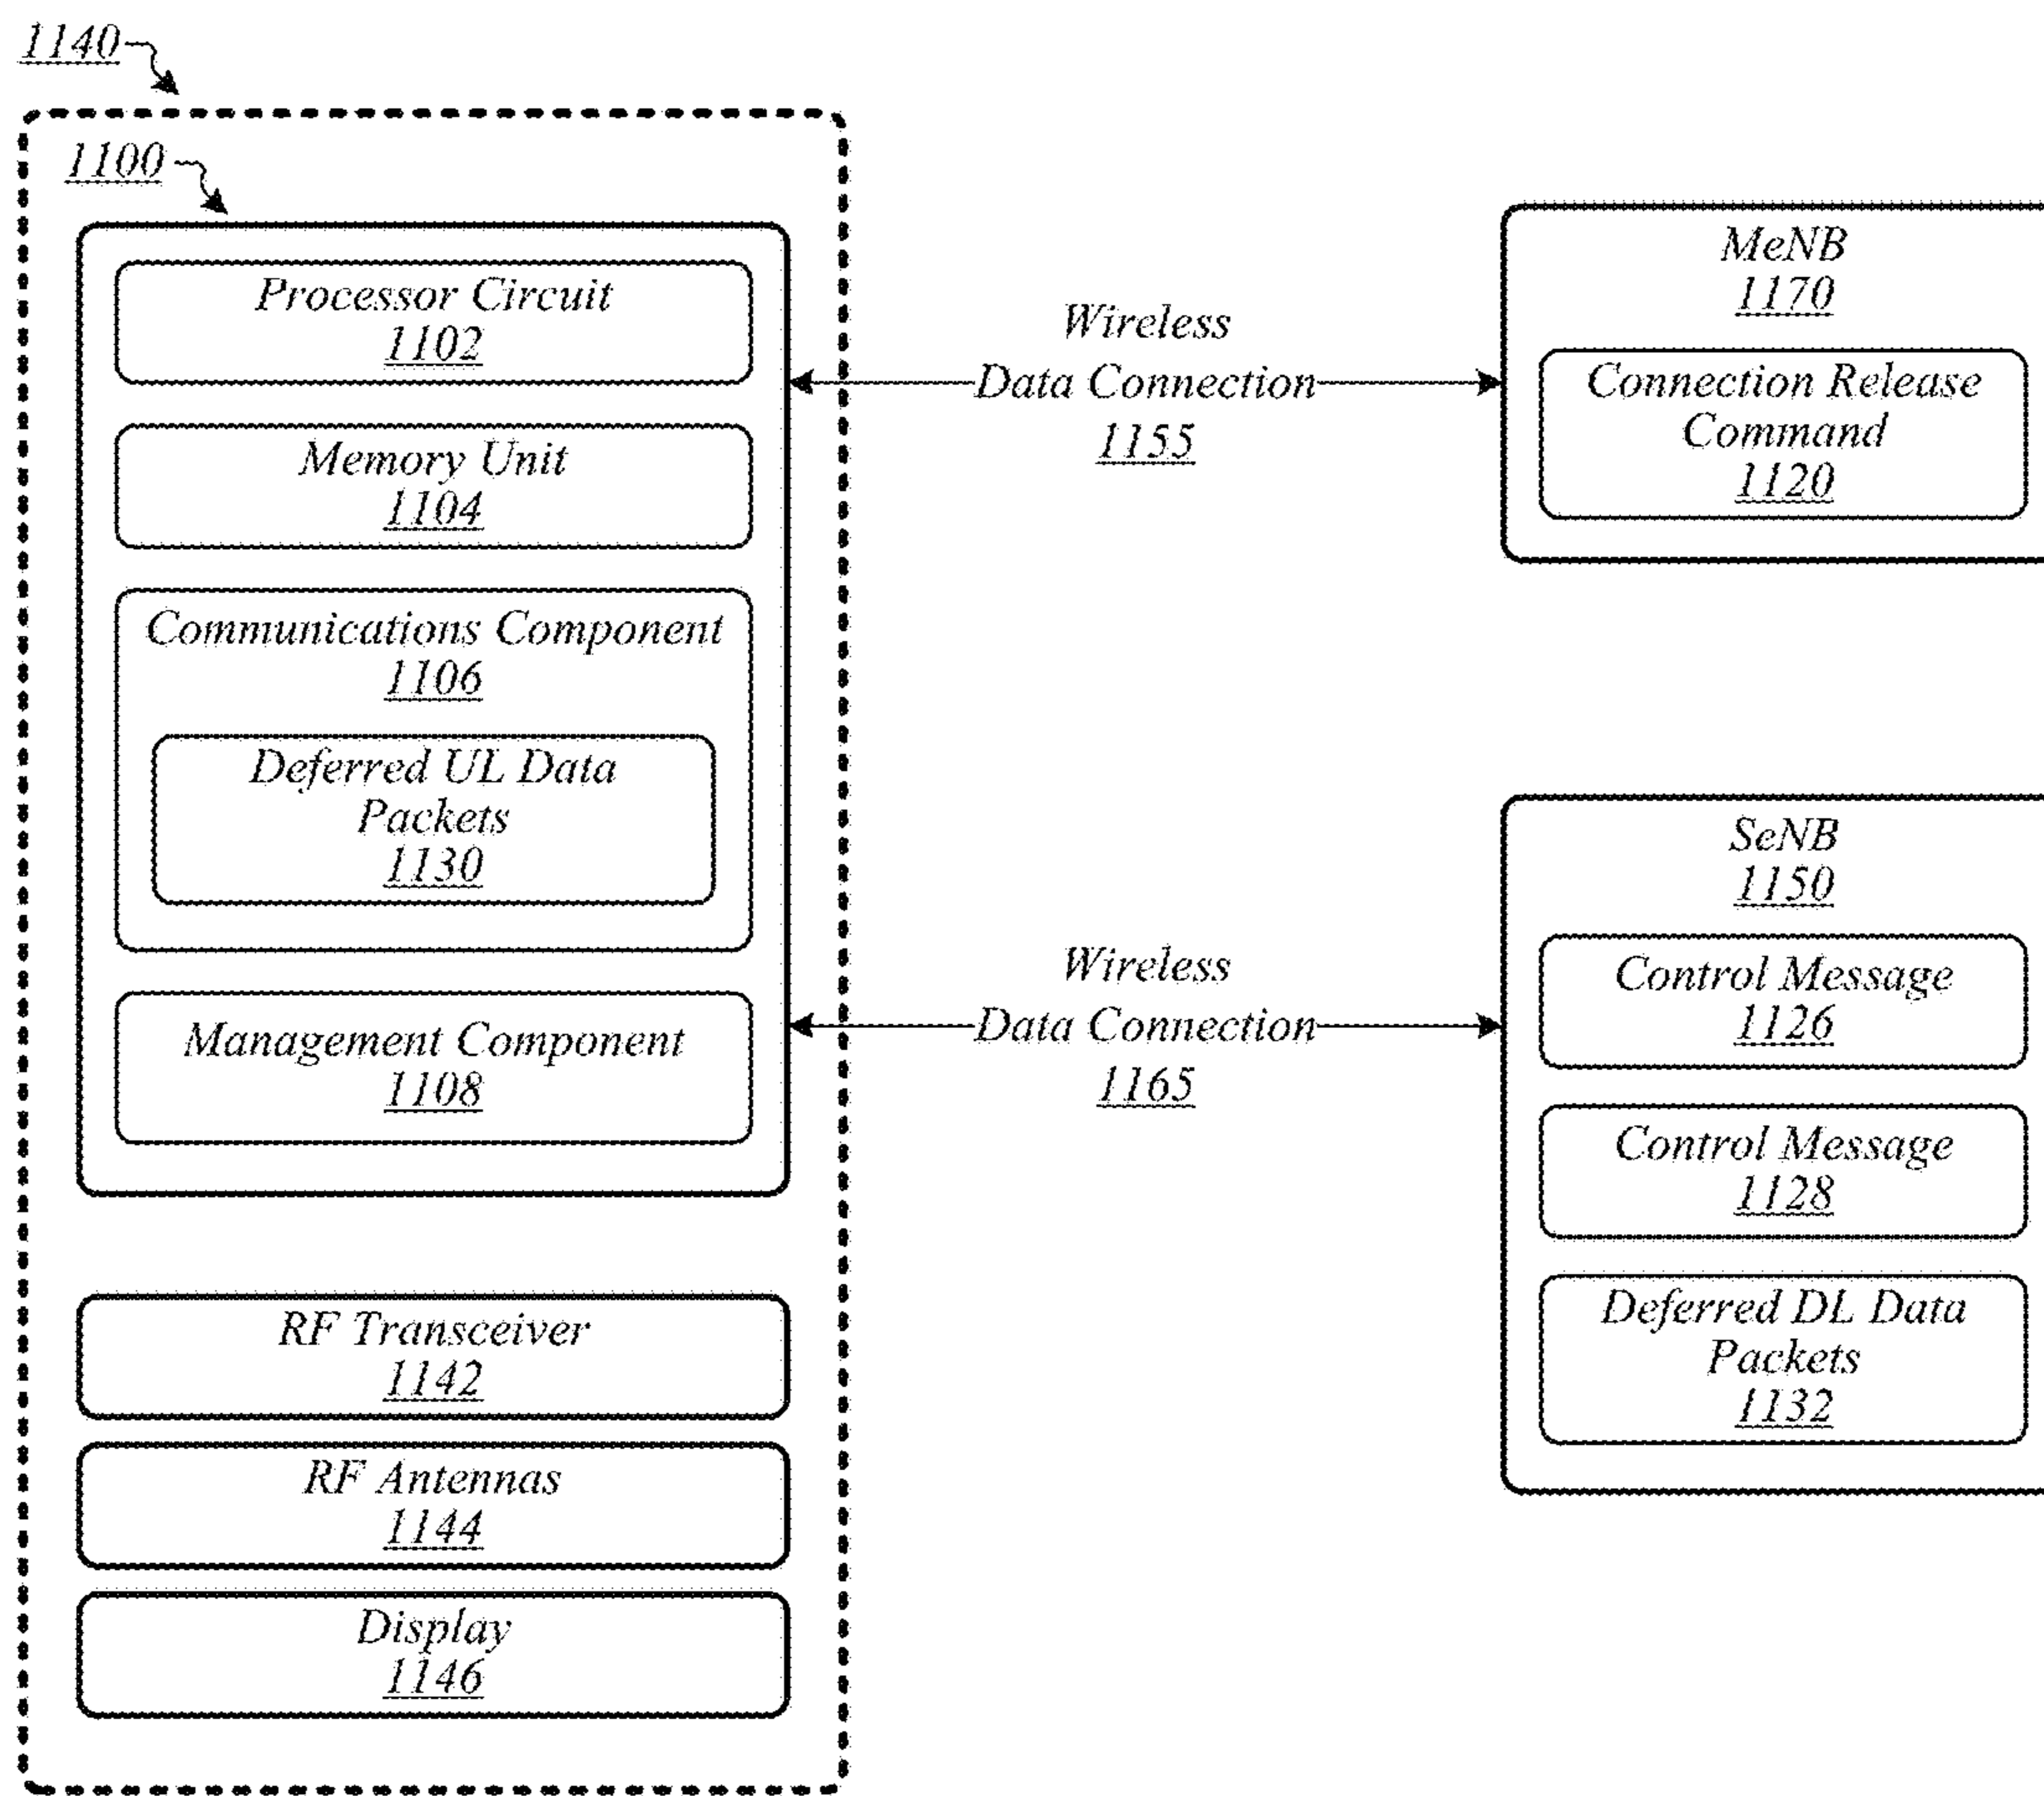 1140
1100
Processor Circuit
1102
Memory Unit
1104
Communications Component
1106
Deferred UL Data
Packets
1130
Management Component
1108
RF Transceiver
1142
RF Antennas
1144
Display
1146
Wireless
Data Connection
1155
Wireless
Data Connection
1165
MeNB
1170
Connection Release
Command
1120
SeNB
1150
Control Message
1126
Control Message
1128
Deferred DL Data
Packets
1132